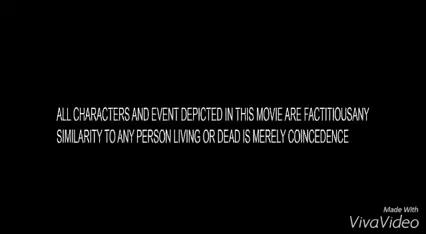 ALL CHARACTERS AND EVENT DEPICTED IN THIS MOVIE ARE FACTITIOUSANY
SIMILARITY TO ANY PERSON LIVING OR DEAD IS MERELY COINCEDENCE
Made With
VivaVideo